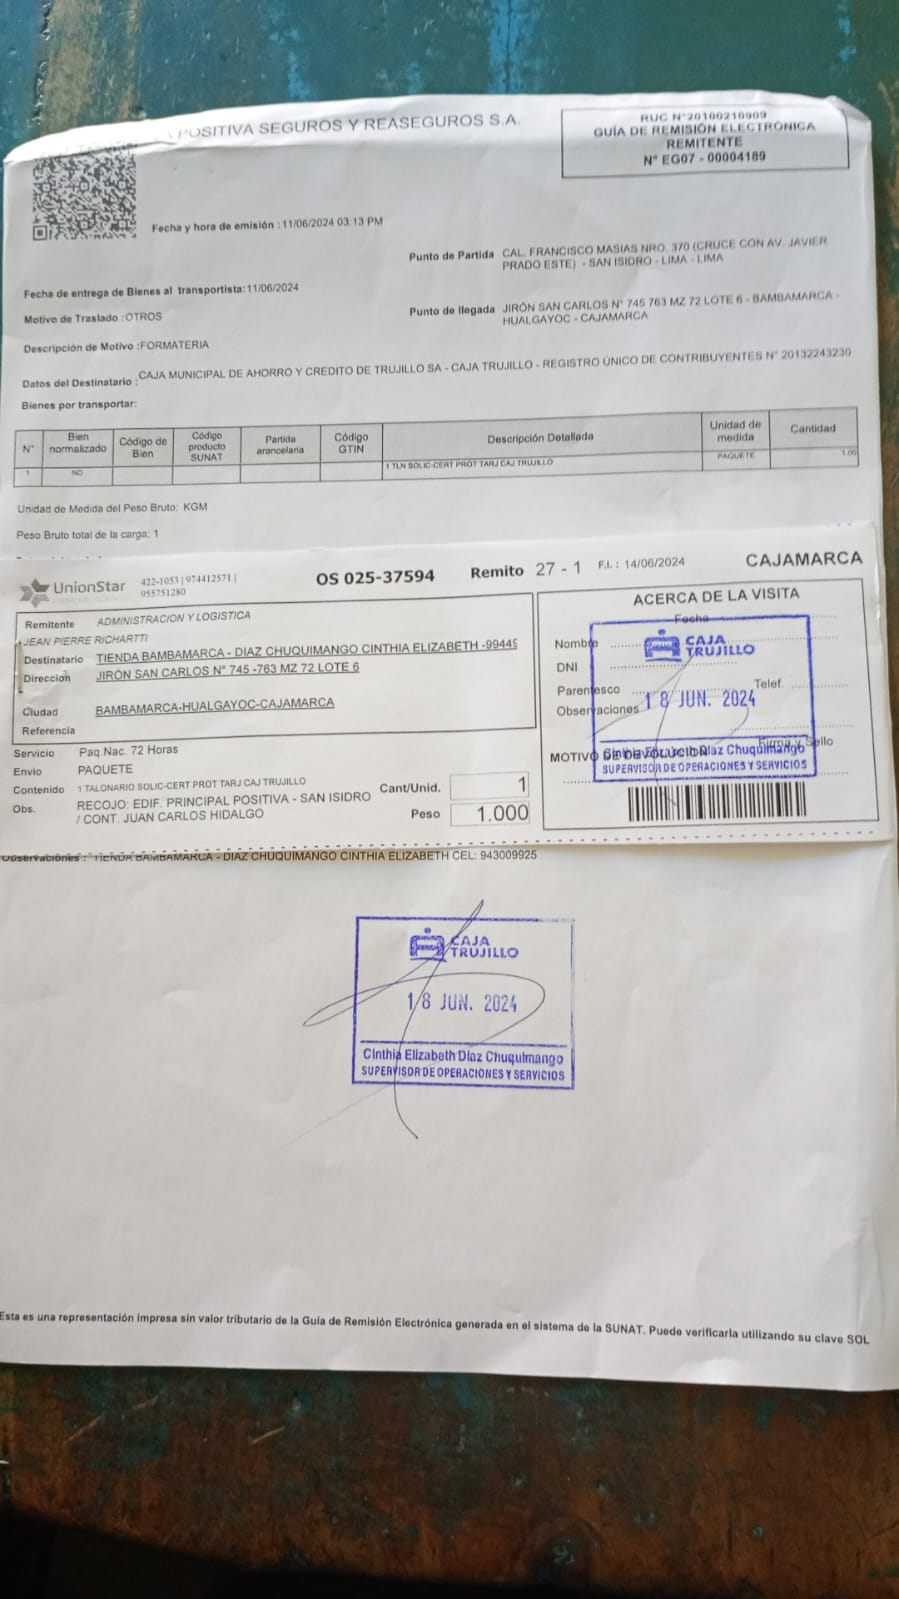 POSITIVA SEGUROS Y REASEGUROS S.A.
RUC N°20100210909
GUÍA DE REMISIÓN ELECTRÓNICA
REMITENTE
N° EG07 - 00004189
Fecha y hora de emisión : 11/06/2024 03:13 PM
Punto de Partida CAL. FRANCISCO MASIAS NRO. 370 (CRUCE CON AV. JAVIER
PRADO ESTE) - SAN ISIDRO - LIMA - LIMA
Fecha de entrega de Bienes al transportista: 11/06/2024
Punto de llegada JIRÓN SAN CARLOS N° 745 763 MZ 72 LOTE 6 - BAMBAMARCA -
HUALGAYOC - CAJAMARCA
Motivo de Traslado :OTROS
Descripción de Motivo :FORMATERIA
Datos del Destinatario : CAJA MUNICIPAL DE AHORRO Y CREDITO DE TRUJILLO SA - CAJA TRUJILLO - REGISTRO ÚNICO DE CONTRIBUYENTES N° 20132243230
Bienes por transportar:
N° Bien normalizado Código de Bien Código producto SUNAT Partida arancelaria Código GTIN Descripción Detallada Unidad de medida Cantidad
1 NO 1 TLN SOLIC-CERT PROT TARJ CAJ TRUJILLO PAQUETE 1.00
Unidad de Medida del Peso Bruto: KGM
Peso Bruto total de la carga: 1
UnionStar 422-1053 | 974412571 |
955751280
OS 025-37594 Remito 27 - 1 F.I. : 14/06/2024 CAJAMARCA
Remitente ADMINISTRACION Y LOGISTICA
JEAN PIERRE RICHARTTI
Destinatario TIENDA BAMBAMARCA - DIAZ CHUQUIMANGO CINTHIA ELIZABETH -99449
Direccion JIRÓN SAN CARLOS N° 745 -763 MZ 72 LOTE 6
Ciudad BAMBAMARCA-HUALGAYOC-CAJAMARCA
Referencia
Servicio Paq Nac. 72 Horas
Envio PAQUETE
Contenido 1 TALONARIO SOLIC-CERT PROT TARJ CAJ TRUJILLO
Obs. RECOJO: EDIF. PRINCIPAL POSITIVA - SAN ISIDRO
/ CONT. JUAN CARLOS HIDALGO
Cant/Unid. 1
Peso 1.000
ACERCA DE LA VISITA
Fecha
Nombre
DNI
Parentesco Telef.
Observaciones
Firma y Sello
MOTIVO DE DEVOLUCION
CAJA
TRUJILLO
18 JUN. 2024
Cinthia Elizabeth Diaz Chuquimango
SUPERVISOR DE OPERACIONES Y SERVICIOS
Observaciones : TIENDA BAMBAMARCA - DIAZ CHUQUIMANGO CINTHIA ELIZABETH CEL: 943009925
CAJA
TRUJILLO
18 JUN. 2024
Cinthia Elizabeth Diaz Chuquimango
SUPERVISOR DE OPERACIONES Y SERVICIOS
Esta es una representación impresa sin valor tributario de la Guía de Remisión Electrónica generada en el sistema de la SUNAT. Puede verificarla utilizando su clave SOL